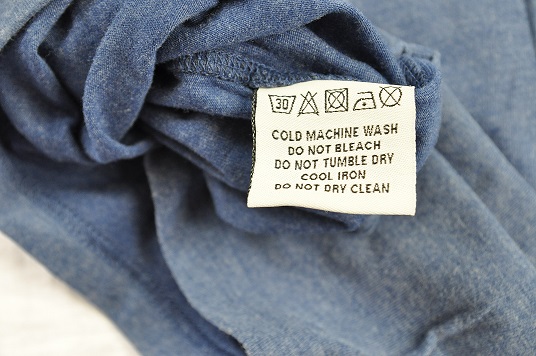 30
COLD MACHINE WASH
DO NOT BLEACH
DO NOT TUMBLE DRY
COOL IRON
DO NOT DRY CLEAN